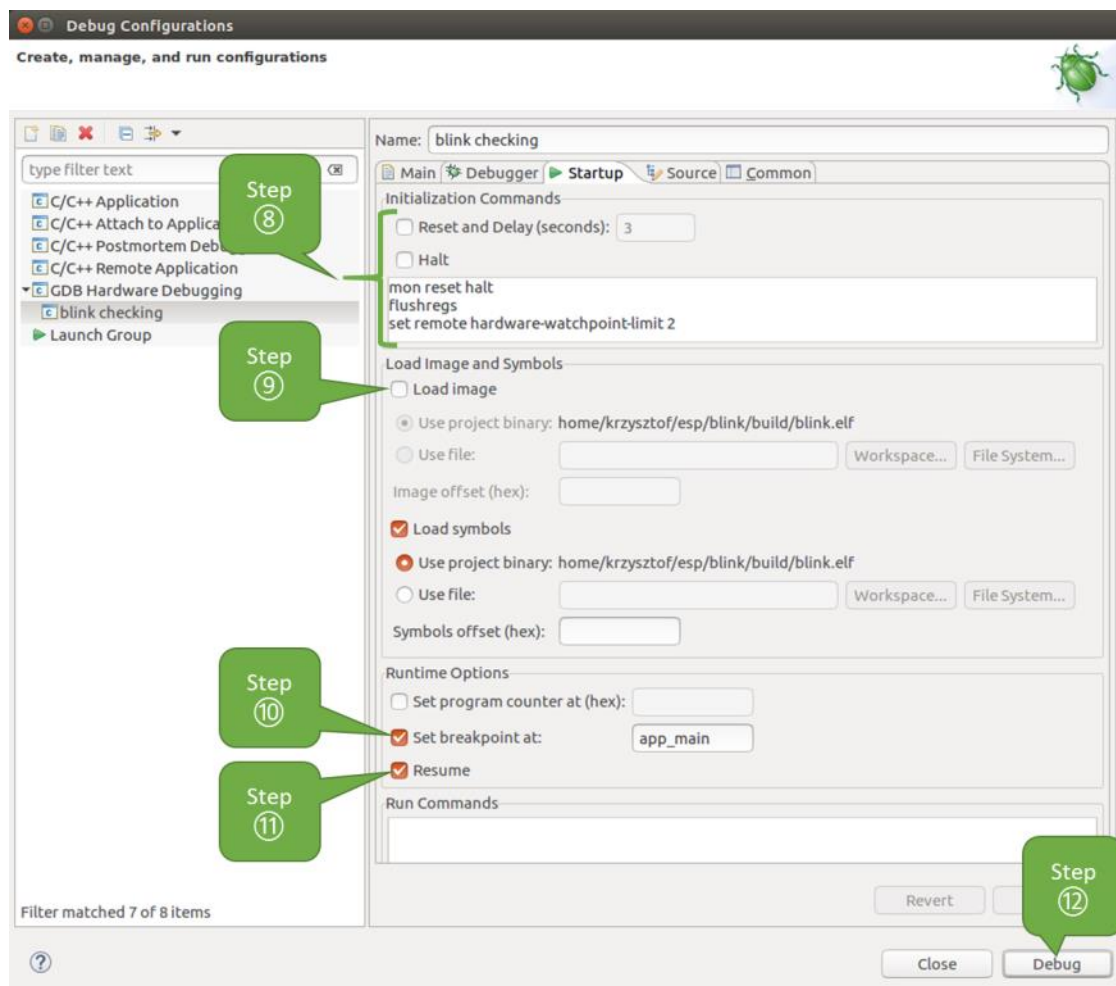 Debug Configurations
Create, manage, and run configurations
type filter text
C/C++ Application
C/C++ Attach to Applica
C/C++ Postmortem Debu
C/C++ Remote Application
GDB Hardware Debugging
blink checking
Launch Group
Filter matched 7 of 8 items
Name: blink checking
Main Debugger Startup Source Common
Initialization Commands
Step
⑧
Reset and Delay (seconds): 3
Halt
mon reset halt
flushregs
set remote hardware-watchpoint-limit 2
Load Image and Symbols
Step
⑨
Load image
Use project binary: home/krzysztof/esp/blink/build/blink.elf
Use file: Workspace... File System...
Image offset (hex):
Load symbols
Use project binary: home/krzysztof/esp/blink/build/blink.elf
Use file: Workspace... File System...
Symbols offset (hex):
Runtime Options
Step
⑩
Set program counter at (hex):
Set breakpoint at: app_main
Resume
Step
⑪
Run Commands
Step
⑫
Revert
Close Debug